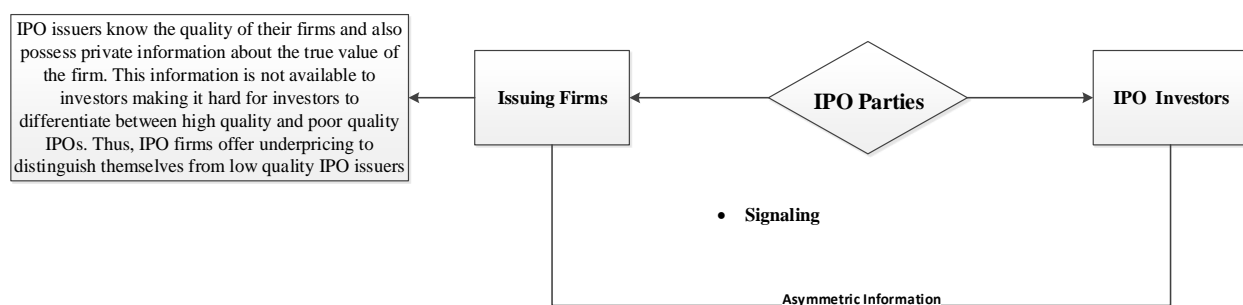 IPO issuers know the quality of their firms and also
possess private information about the true value of
the firm. This information is not available to
investors making it hard for investors to
differentiate between high quality and poor quality
IPOs. Thus, IPO firms offer underpricing to
distinguish themselves from low quality IPO issuers
Issuing Firms
IPO Parties
IPO Investors
• Signaling
Asymmetric Information